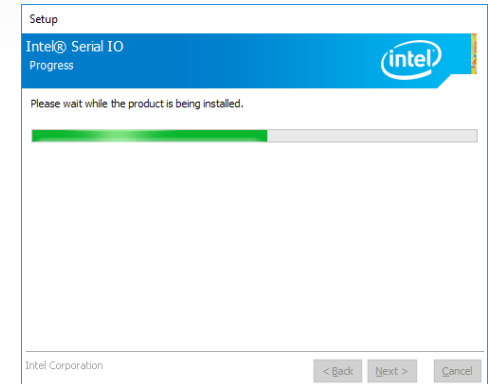 Setup
Intel® Serial IO
Progress
intel
Please wait while the product is being installed.
Intel Corporation
< Back
Next >
Cancel